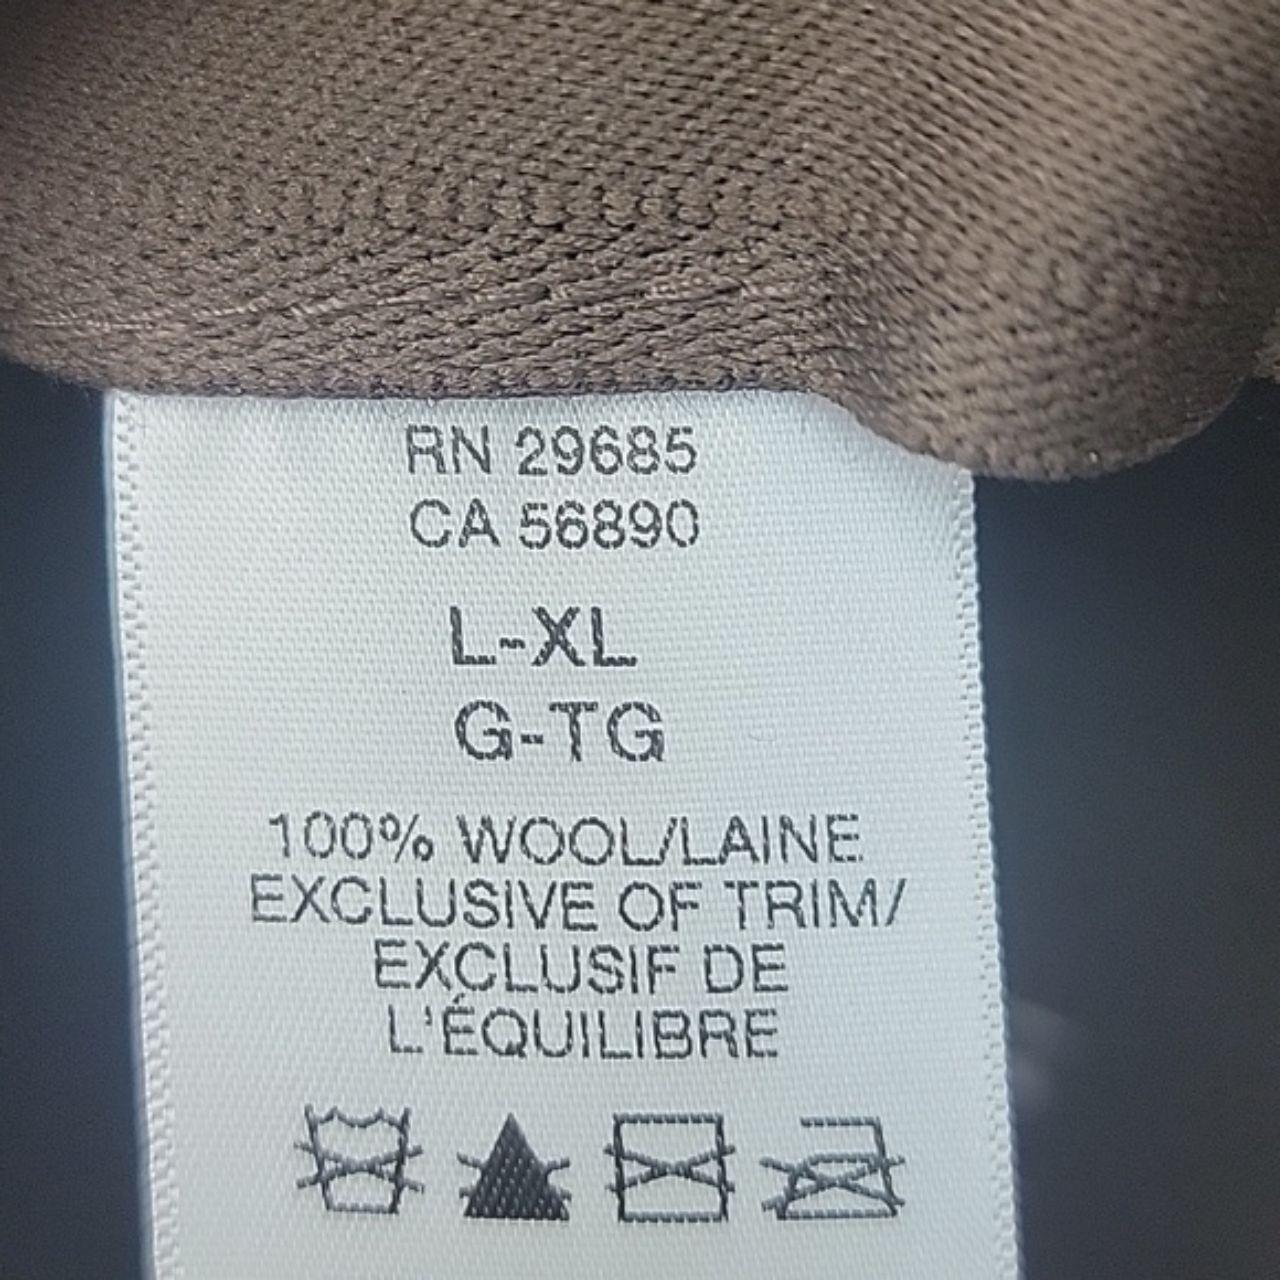 RN 29685
CA 56890
L-XL
G-TG
100% WOOL/LAINE
EXCLUSIVE OF TRIM/
EXCLUSIF DE
L'ÉQUILIBRE